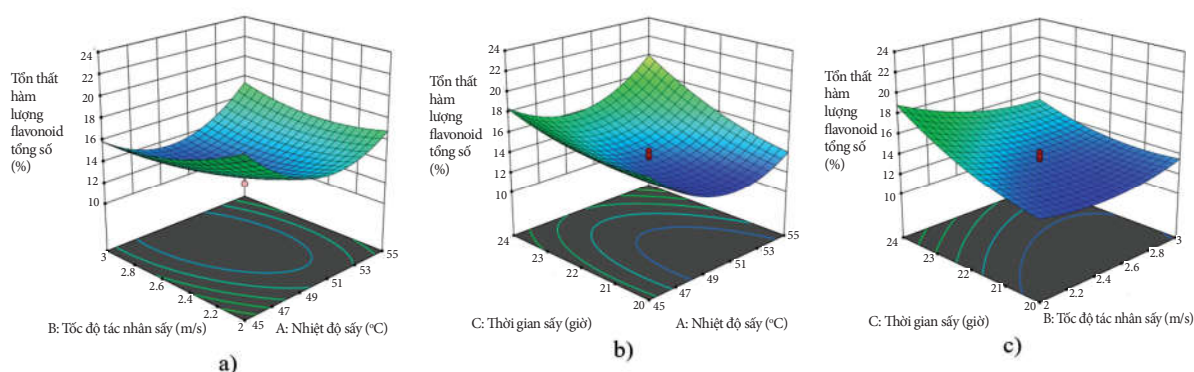 Tổn thất
hàm
lượng
flavonoid
tổng số
(%)
24
22
20
18
16
14
12
10
3
2.8
2.6
2.4
2.2
2
45
47
49
51
53
55
B: Tốc độ tác nhân sấy (m/s)
A: Nhiệt độ sấy (°C)
a)
Tổn thất
hàm
lượng
flavonoid
tổng số
(%)
24
22
20
18
16
14
12
10
24
23
22
21
20
45
47
49
51
53
55
C: Thời gian sấy (giờ)
A: Nhiệt độ sấy (°C)
b)
Tổn thất
hàm
lượng
flavonoid
tổng số
(%)
24
22
20
18
16
14
12
10
24
23
22
21
20
2
2.2
2.4
2.6
2.8
3
C: Thời gian sấy (giờ)
B: Tốc độ tác nhân sấy (m/s)
c)